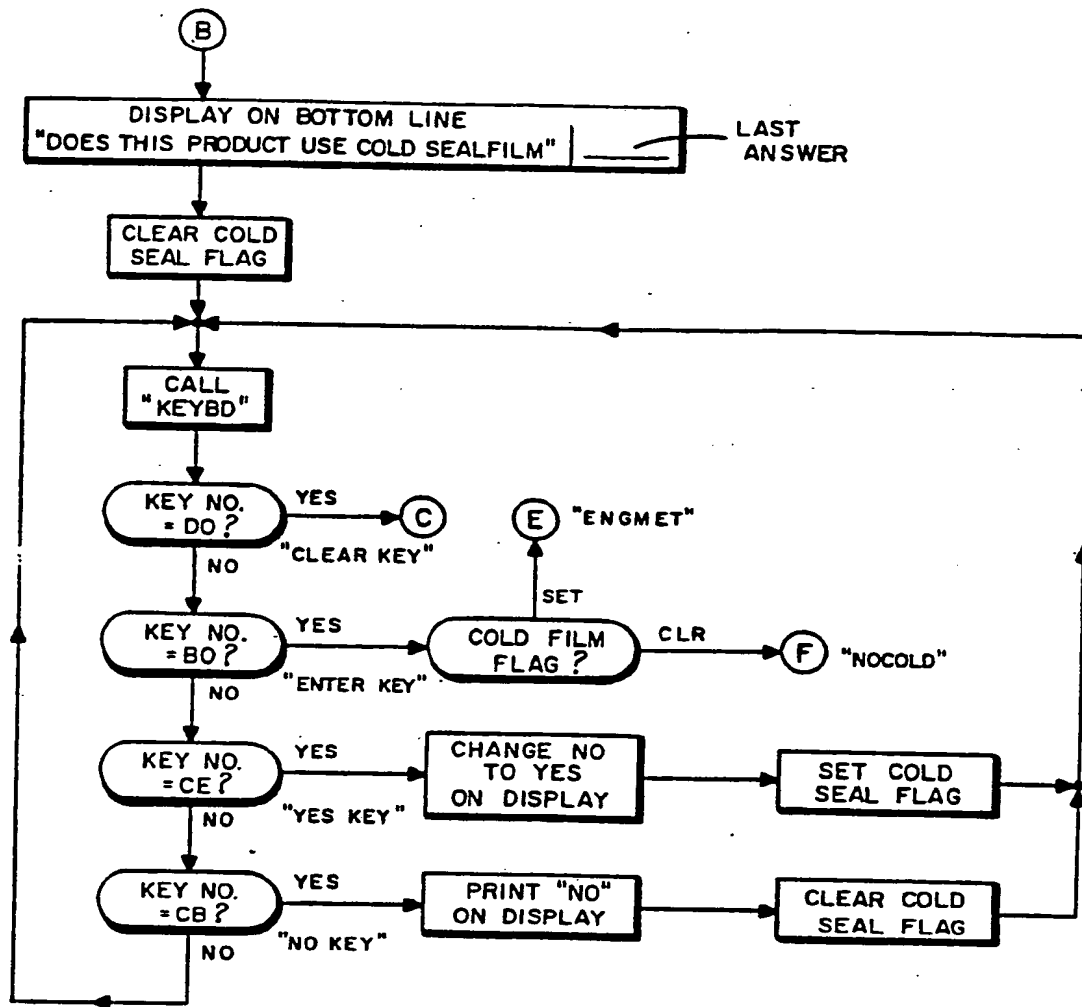 B
DISPLAY ON BOTTOM LINE
"DOES THIS PRODUCT USE COLD SEALFILM"
LAST
ANSWER
CLEAR COLD
SEAL FLAG
CALL
"KEYBD"
KEY NO.
=DO?
YES
C
"CLEAR KEY"
NO
E
"ENGMET"
SET
KEY NO.
=BO?
YES
"ENTER KEY"
NO
COLD FILM
FLAG?
CLR
F
"NOCOLD"
KEY NO.
=CE?
YES
"YES KEY"
NO
CHANGE NO
TO YES
ON DISPLAY
SET COLD
SEAL FLAG
KEY NO.
=CB?
YES
"NO KEY"
NO
PRINT "NO"
ON DISPLAY
CLEAR COLD
SEAL FLAG